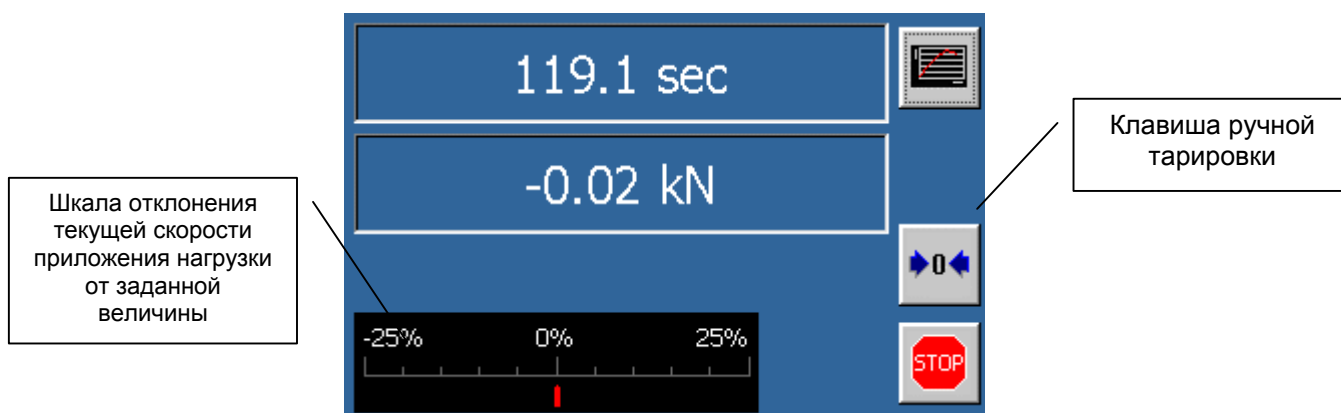 119.1 sec
-0.02 kN
Клавиша ручной
тарировки
Шкала отклонения
текущей скорости
приложения нагрузки
от заданной
величины
0
-25%
0%
25%
STOP